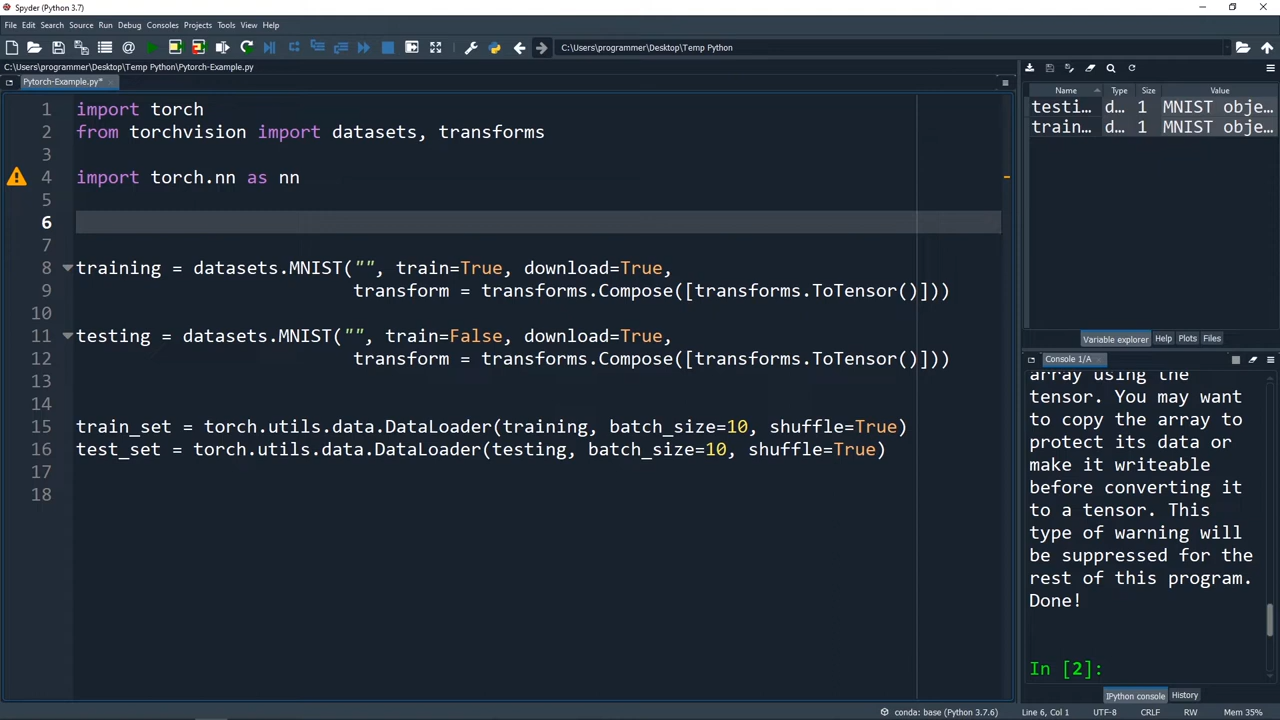 Spyder (Python 3.7)
File Edit Search Source Run Debug Consoles Projects Tools View Help
C:\Users\programmer\Desktop\Temp Python
C:\Users\programmer\Desktop\Temp Python\Pytorch-Example.py
Pytorch-Example.py*
1 import torch
2 from torchvision import datasets, transforms
3
4 import torch.nn as nn
5
6
7
8 training = datasets.MNIST("", train=True, download=True,
9 transform = transforms.Compose([transforms.ToTensor()]))
10
11 testing = datasets.MNIST("", train=False, download=True,
12 transform = transforms.Compose([transforms.ToTensor()]))
13
14
15 train_set = torch.utils.data.DataLoader(training, batch_size=10, shuffle=True)
16 test_set = torch.utils.data.DataLoader(testing, batch_size=10, shuffle=True)
17
18
Name Type Size Value
testi… d… 1 MNIST obje…
train… d… 1 MNIST obje…
Variable explorer Help Plots Files
Console 1/A
array using the
tensor. You may want
to copy the array to
protect its data or
make it writeable
before converting it
to a tensor. This
type of warning will
be suppressed for the
rest of this program.
Done!
In [2]:
IPython console History
conda: base (Python 3.7.6) Line 6, Col 1 UTF-8 CRLF RW Mem 35%